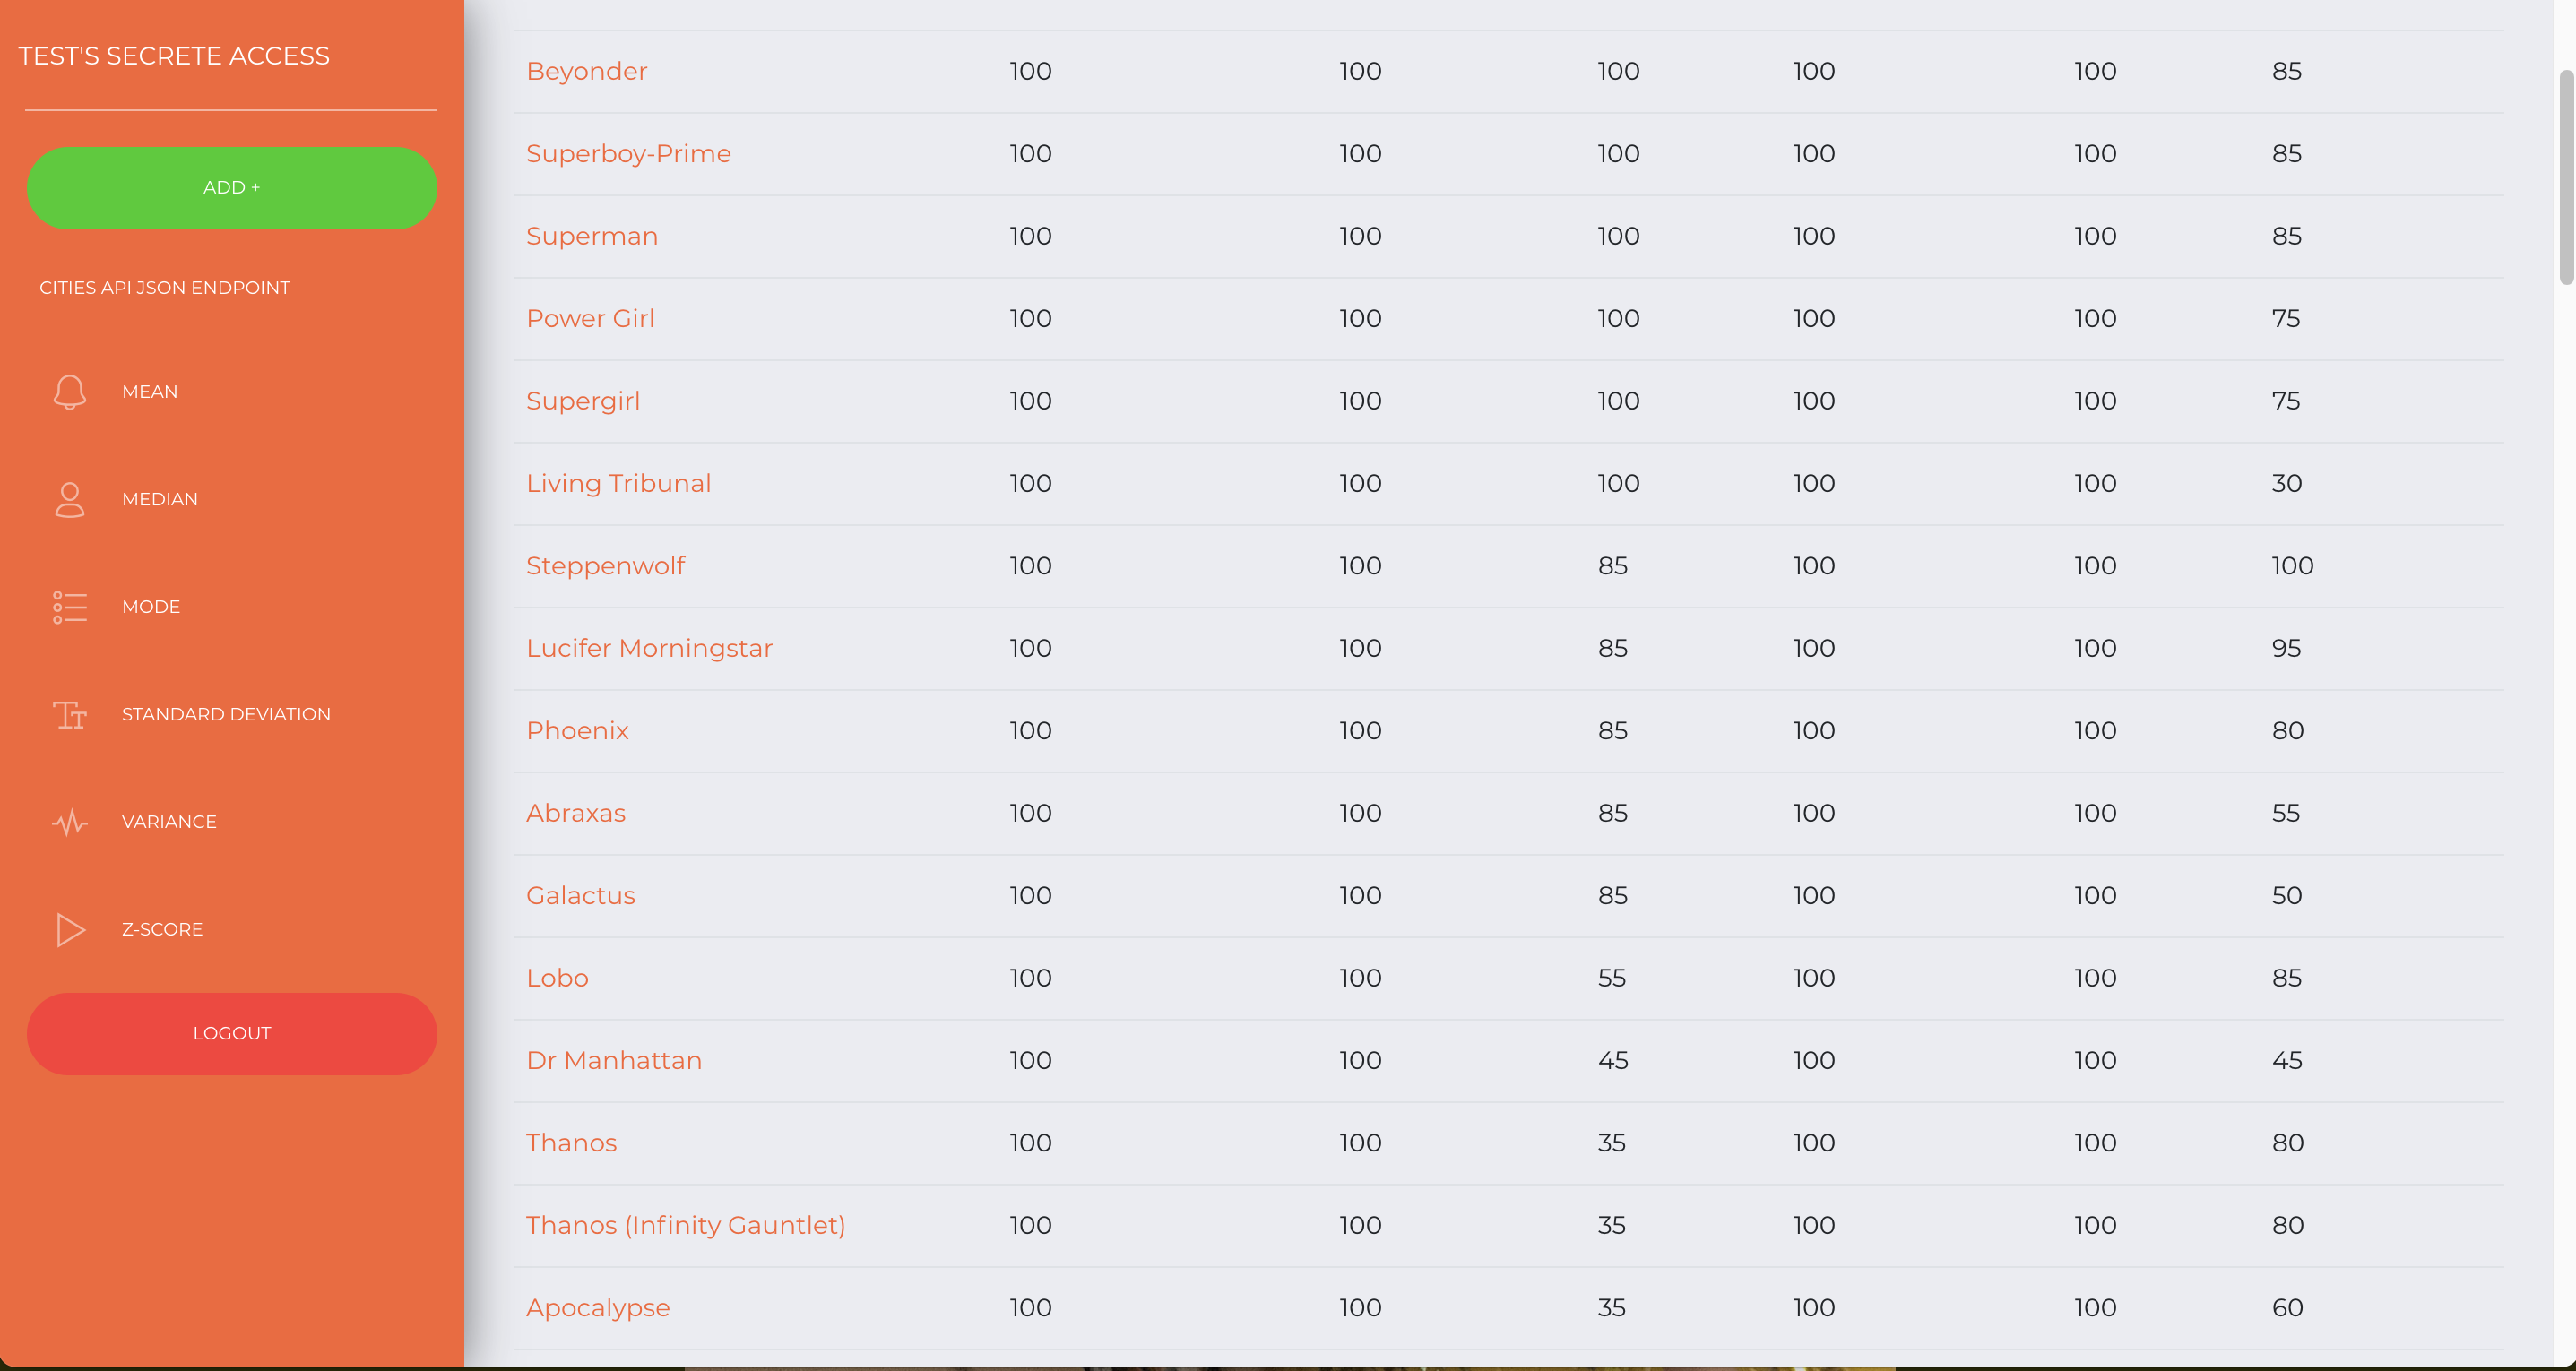 TEST'S SECRETE ACCESS
ADD +
CITIES API JSON ENDPOINT
MEAN
MEDIAN
MODE
STANDARD DEVIATION
VARIANCE
Z-SCORE
LOGOUT
Beyonder 100 100 100 100 100 85
Superboy-Prime 100 100 100 100 100 85
Superman 100 100 100 100 100 85
Power Girl 100 100 100 100 100 75
Supergirl 100 100 100 100 100 75
Living Tribunal 100 100 100 100 100 30
Steppenwolf 100 100 85 100 100 100
Lucifer Morningstar 100 100 85 100 100 95
Phoenix 100 100 85 100 100 80
Abraxas 100 100 85 100 100 55
Galactus 100 100 85 100 100 50
Lobo 100 100 55 100 100 85
Dr Manhattan 100 100 45 100 100 45
Thanos 100 100 35 100 100 80
Thanos (Infinity Gauntlet) 100 100 35 100 100 80
Apocalypse 100 100 35 100 100 60